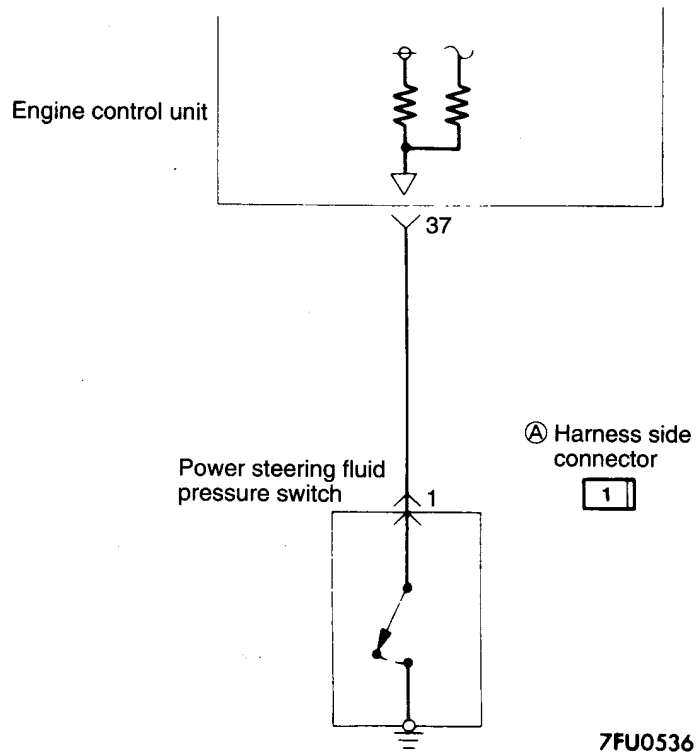 Engine control unit
37
Ⓐ Harness side
connector
1
Power steering fluid
pressure switch
1
7FU0536